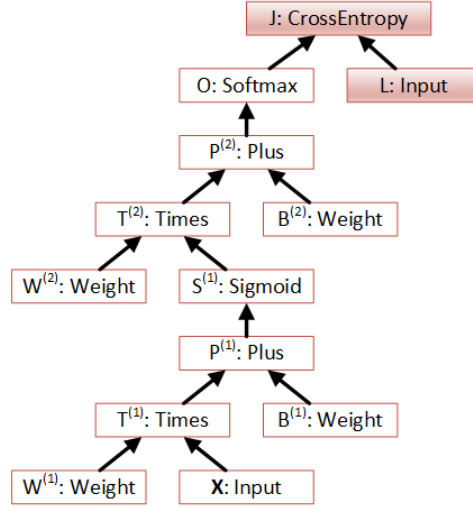 J: CrossEntropy
O: Softmax
L: Input
P(2): Plus
T(2): Times
B(2): Weight
W(2): Weight
S(1): Sigmoid
P(1): Plus
T(1): Times
B(1): Weight
W(1): Weight
X: Input